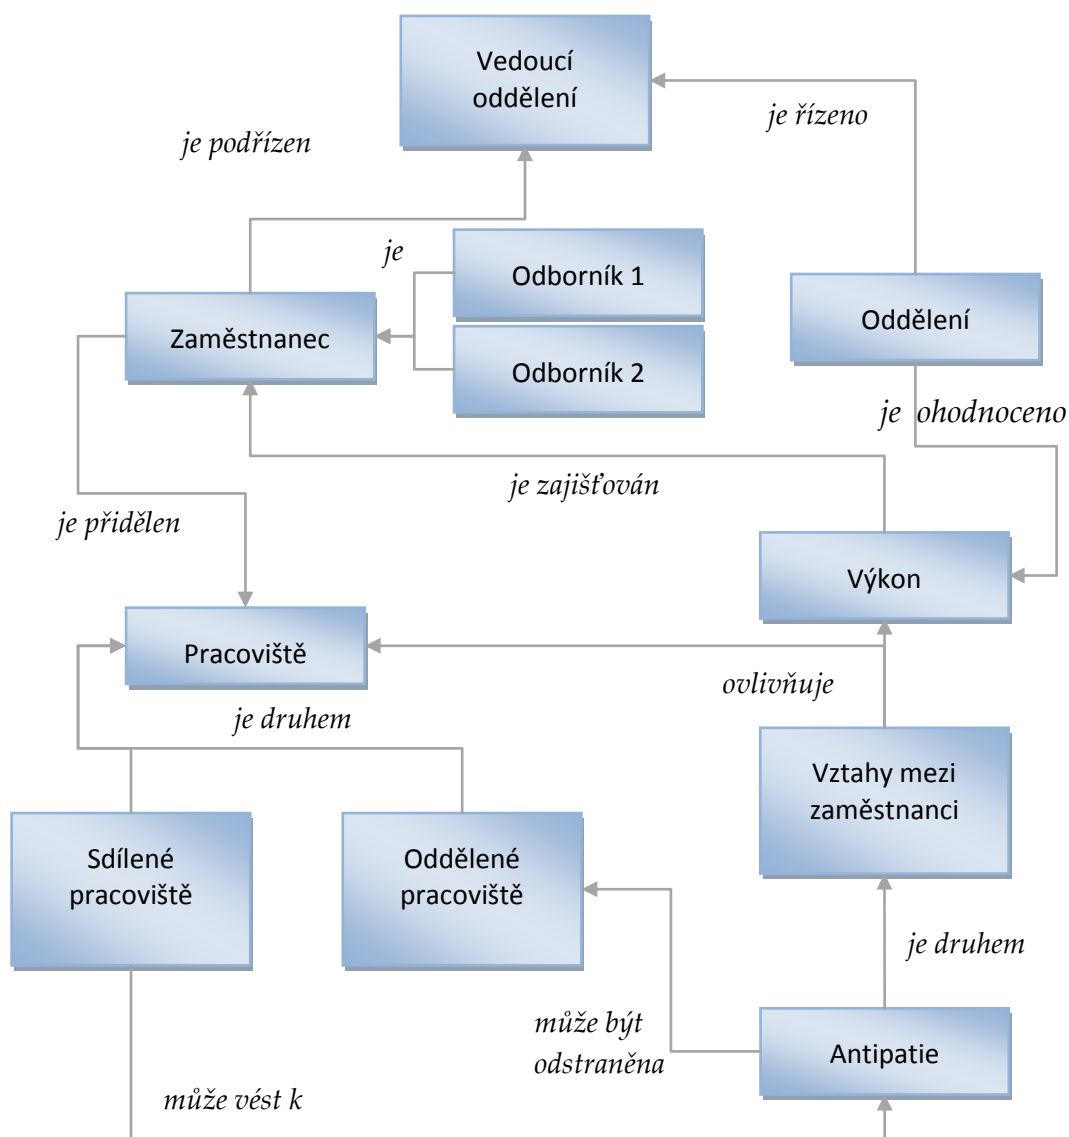 Vedoucí
oddělení
je řízeno
je podřízen
je
Odborník 1
Oddělení
Zaměstnanec
Odborník 2
je ohodnoceno
je zajišťován
je přidělen
Výkon
Pracoviště
ovlivňuje
je druhem
Vztahy mezi
zaměstnanci
Sdílené
pracoviště
Oddělené
pracoviště
je druhem
může být
odstraněna
Antipatie
může vést k